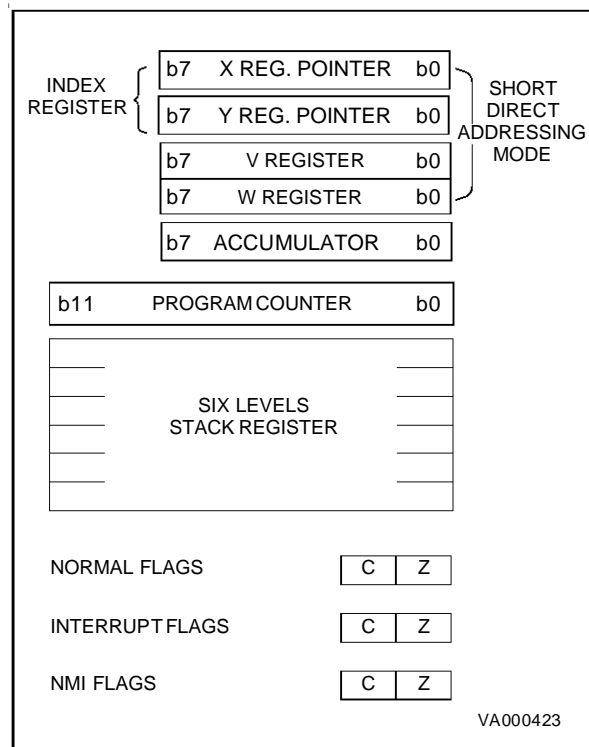 b7 X REG. POINTER b0
INDEX
REGISTER
b7 Y REG. POINTER b0
SHORT
DIRECT
ADDRESSING
MODE
b7 V REGISTER b0
b7 W REGISTER b0
b7 ACCUMULATOR b0
b11 PROGRAM COUNTER b0
SIX LEVELS
STACK REGISTER
NORMAL FLAGS C Z
INTERRUPT FLAGS C Z
NMI FLAGS C Z
VA000423